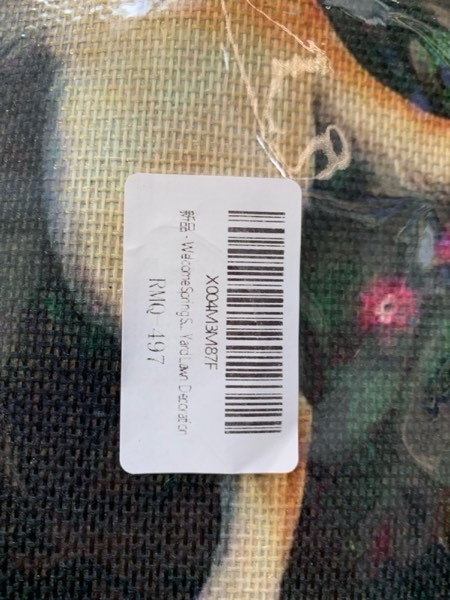 X004M3M87F
新品 - WelcomeSpringS... Yard Lawn Decoration
RMQ-497